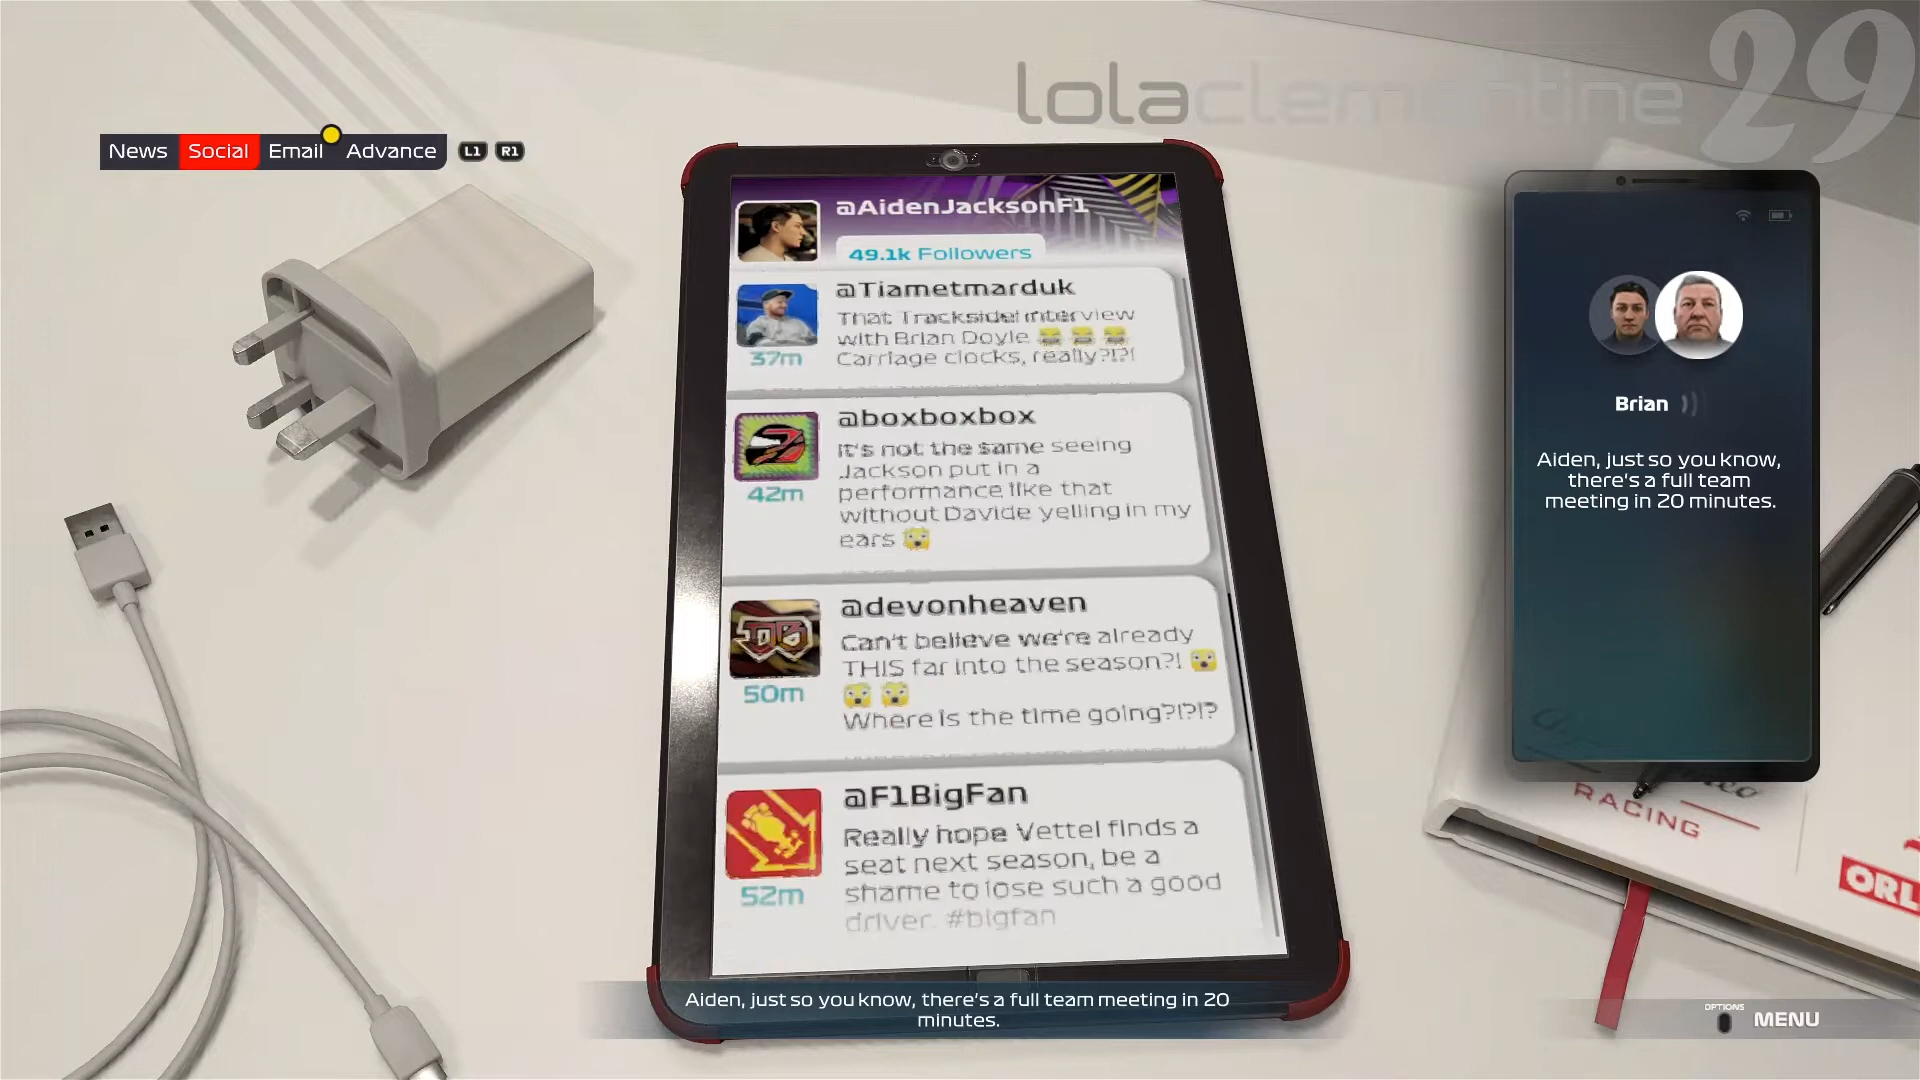 lolaclementine 29
News Social Email Advance L1 R1
@AidenJacksonF1
49.1k Followers
@Tiametmarduk
That Trackside interview
with Brian Doyle
Carriage clocks, really?!?!
37m
@boxboxbox
It's not the same seeing
Jackson put in a
performance like that
without Davide yelling in my
ears
42m
@devonheaven
Can't believe we're already
THIS far into the season?!
Where is the time going?!?!?
50m
@F1BigFan
Really hope Vettel finds a
seat next season, be a
shame to lose such a good
driver. #bigfan
52m
Brian
Aiden, just so you know,
there's a full team
meeting in 20 minutes.
RACING
ORL
Aiden, just so you know, there's a full team meeting in 20
minutes.
OPTIONS
MENU